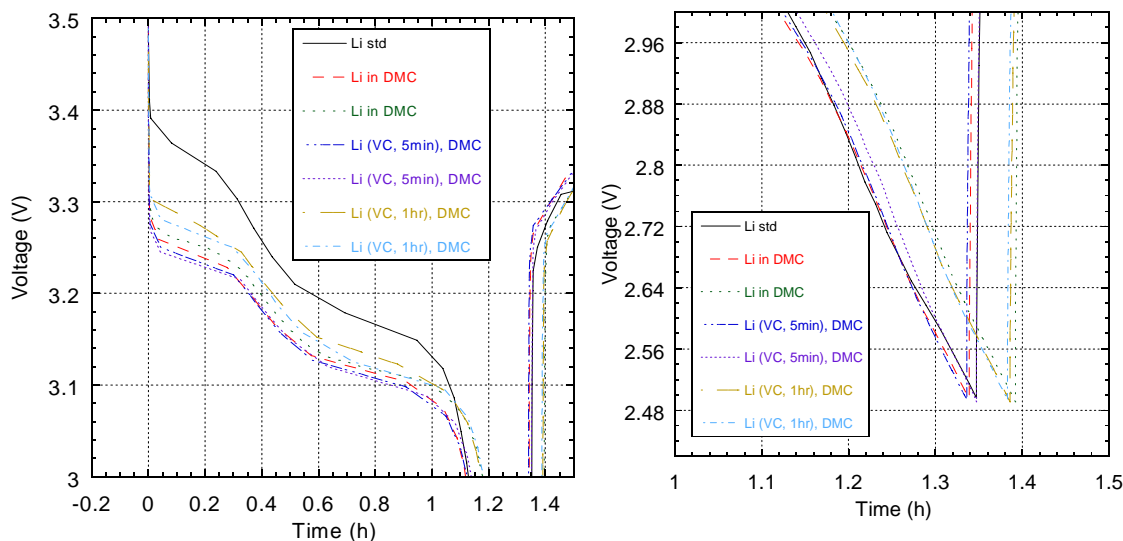 3.5
3.4
3.3
3.2
3.1
3
Voltage (V)
-0.2
0
0.2
0.4
0.6
0.8
1
1.2
1.4
Time (h)
Li std
Li in DMC
Li in DMC
Li (VC, 5min), DMC
Li (VC, 5min), DMC
Li (VC, 1hr), DMC
Li (VC, 1hr), DMC
2.96
2.88
2.8
2.72
2.64
2.56
2.48
Voltage (V)
1
1.1
1.2
1.3
1.4
1.5
Time (h)
Li std
Li in DMC
Li in DMC
Li (VC, 5min), DMC
Li (VC, 5min), DMC
Li (VC, 1hr), DMC
Li (VC, 1hr), DMC